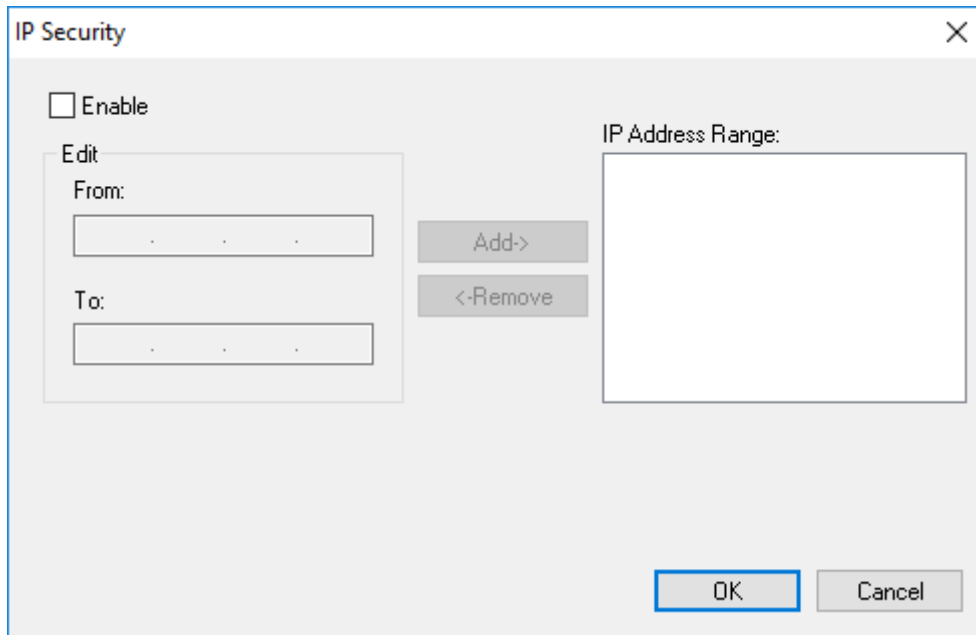 IP Security
Enable
Edit
From:
. . .
To:
. . .
IP Address Range:
Add->
<-Remove
OK
Cancel